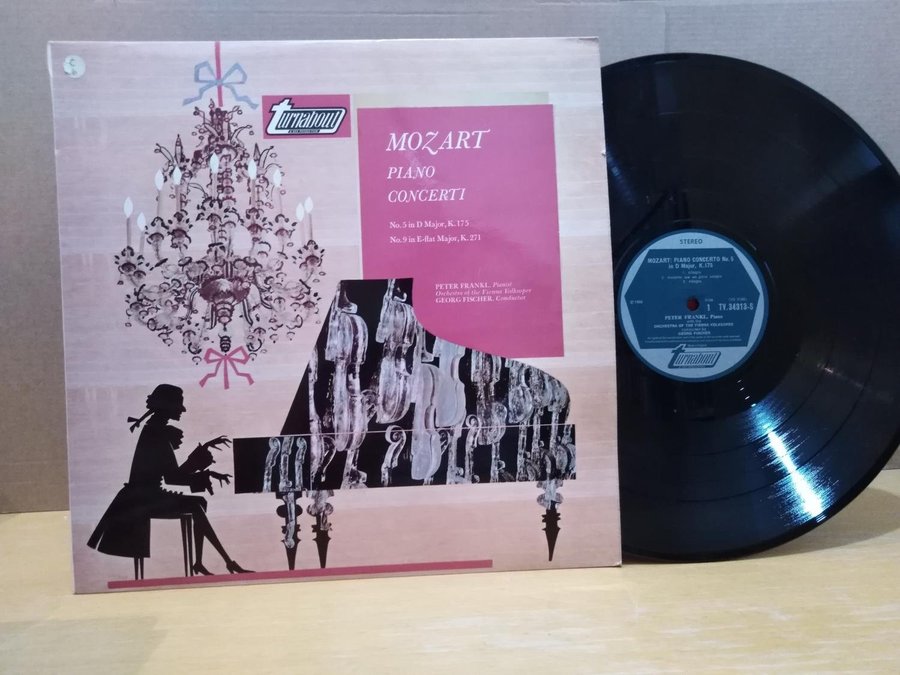 turnabout
MOZART
PIANO
CONCERTI
No. 5 in D Major, K.175
No. 9 in E-flat Major, K. 271
PETER FRANKL, Pianist
Orchestra of the Vienna Volksoper
GEORG FISCHER, Conductor
STEREO
MOZART: PIANO CONCERTO No. 5
in D Major, K.175
1 TV.34313-S
PETER FRANKL, Piano
ORCHESTRA OF THE VIENNA VOLKSOPER
GEORG FISCHER
turnabout